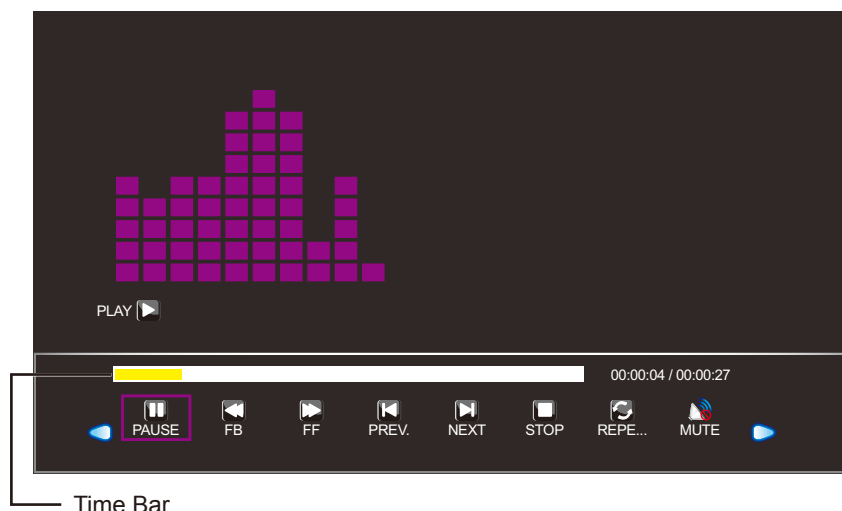 PLAY
00:00:04 / 00:00:27
PAUSE FB FF PREV. NEXT STOP REPE... MUTE
Time Bar